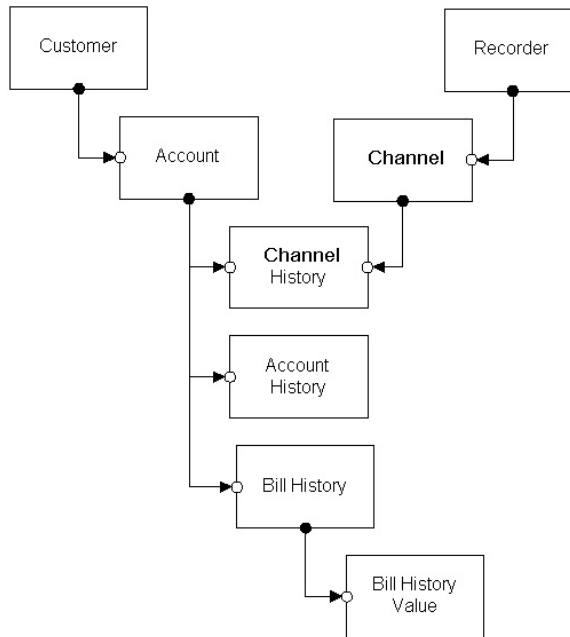 Customer
Recorder
Account
Channel
Channel
History
Account
History
Bill History
Bill History
Value